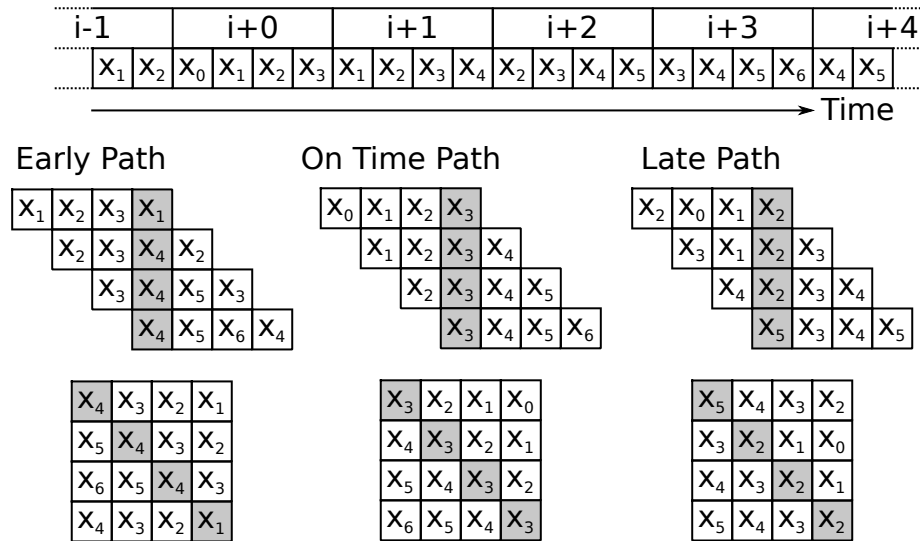 i-1 i+0 i+1 i+2 i+3 i+4
X₁ X₂ X₀ X₁ X₂ X₃ X₁ X₂ X₃ X₄ X₂ X₃ X₄ X₅ X₃ X₄ X₅ X₆ X₄ X₅
Time
Early Path On Time Path Late Path
X₁ X₂ X₃ X₁ X₀ X₁ X₂ X₃ X₂ X₀ X₁ X₂
X₂ X₃ X₄ X₂ X₁ X₂ X₃ X₄ X₃ X₁ X₂ X₃
X₃ X₄ X₅ X₃ X₂ X₃ X₄ X₅ X₄ X₂ X₃ X₄
X₄ X₅ X₆ X₄ X₃ X₄ X₅ X₆ X₅ X₃ X₄ X₅
X₄ X₃ X₂ X₁ X₃ X₂ X₁ X₀ X₅ X₄ X₃ X₂
X₅ X₄ X₃ X₂ X₄ X₃ X₂ X₁ X₃ X₂ X₁ X₀
X₆ X₅ X₄ X₃ X₅ X₄ X₃ X₂ X₄ X₃ X₂ X₁
X₄ X₃ X₂ X₁ X₆ X₅ X₄ X₃ X₅ X₄ X₃ X₂